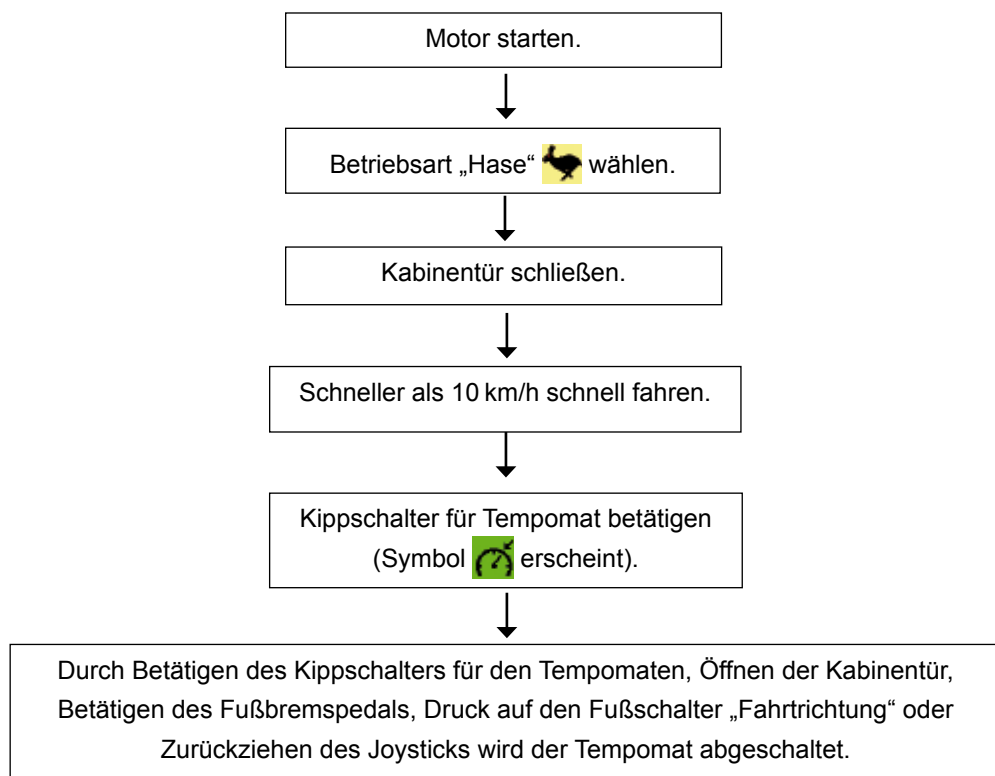 Motor starten.
Betriebsart „Hase“ wählen.
Kabinentür schließen.
Schneller als 10 km/h schnell fahren.
Kippschalter für Tempomat betätigen
(Symbol erscheint).
Durch Betätigen des Kippschalters für den Tempomaten, Öffnen der Kabinentür,
Betätigen des Fußbremspedals, Druck auf den Fußschalter „Fahrtrichtung“ oder
Zurückziehen des Joysticks wird der Tempomat abgeschaltet.